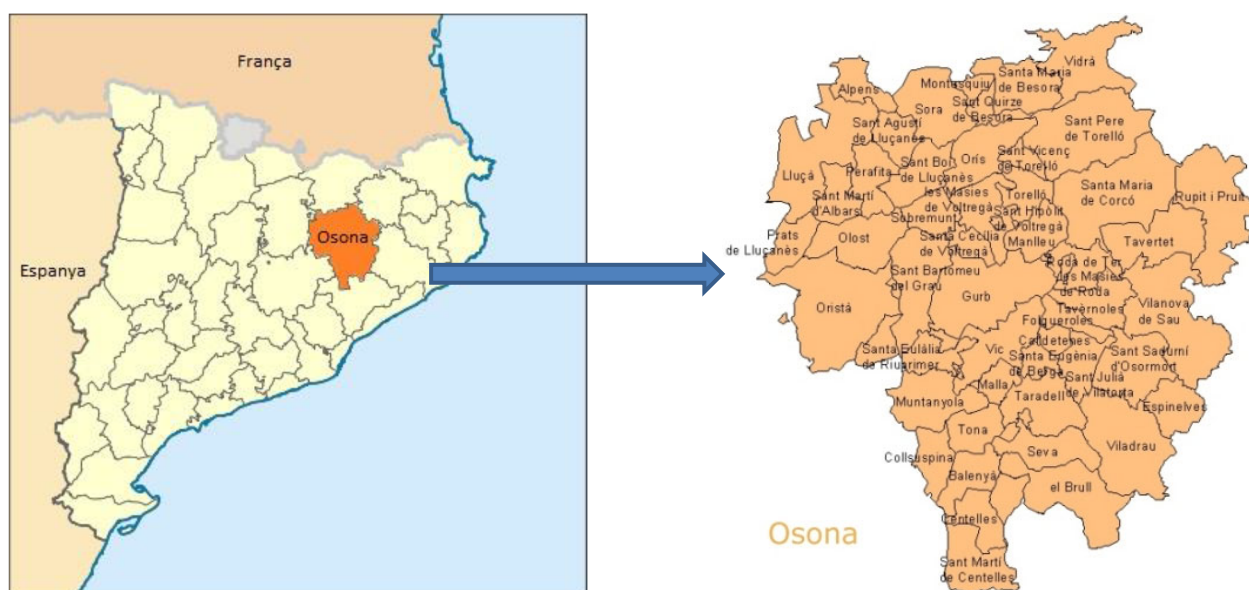 França
Osona
Espanya
Vidrà
Santa Maria
de Besora
Montesquiu
Alpens
Sant Quirze
de Besora
Sora
Sant Pere
de Torelló
Sant Agustí
de Lluçanès
Sant Vicenç
de Torelló
Orís
Sant Boi
de Lluçanès
Perafita
Lluçà
les Masies
de Voltregà
Torelló
Santa Maria
de Corcó
Rupit i Pruit
Sant Martí
d'Albars
Sant Hipòlit
de Voltregà
Sobremunt
Prats
de Lluçanès
Olost
Santa Cecília
de Voltregà
Manlleu
Tavertet
Roda de Ter
les Masies
de Roda
Sant Bartomeu
del Grau
Gurb
Oristà
Vilanova
de Sau
Tavèrnoles
Folgueroles
Calldetenes
Santa Eulàlia
de Riuprimer
Vic
Santa Eugènia
de Berga
Sant Sadurní
d'Osormort
Sant Julià
de Vilatorta
Malla
Muntanyola
Taradell
Espinelves
Tona
Viladrau
Seva
Collsuspina
Balenyà
el Brull
Centelles
Osona
Sant Martí
de Centelles